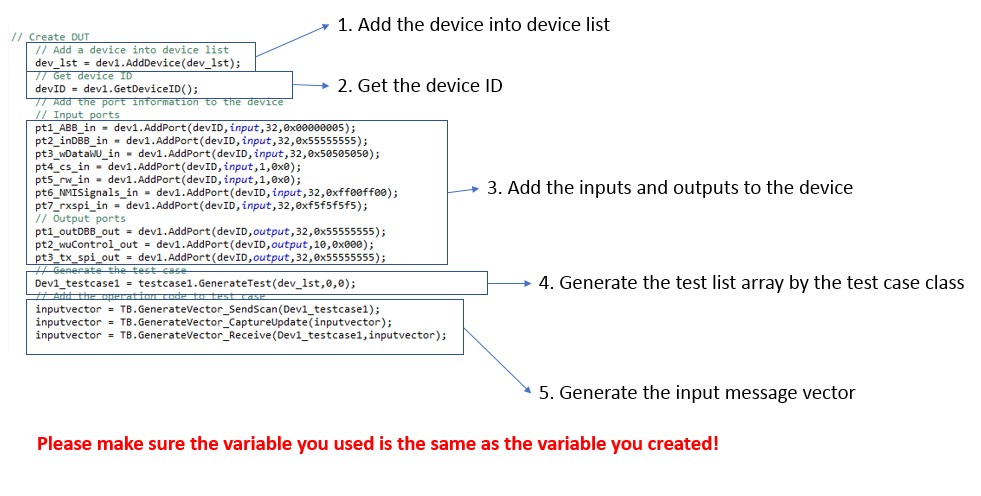 1. Add the device into device list
// Create DUT
// Add a device into device list
dev_lst = dev1.AddDevice(dev_lst);
// Get device ID
devID = dev1.GetDeviceID();
2. Get the device ID
// Add the port information to the device
// Input ports
pt1_ABB_in = dev1.AddPort(devID,input,32,0x00000005);
pt2_inDBB_in = dev1.AddPort(devID,input,32,0x55555555);
pt3_wDataWU_in = dev1.AddPort(devID,input,32,0x50505050);
pt4_cs_in = dev1.AddPort(devID,input,1,0x0);
pt5_rw_in = dev1.AddPort(devID,input,1,0x0);
pt6_NMISignals_in = dev1.AddPort(devID,input,32,0xff00ff00);
pt7_rxspi_in = dev1.AddPort(devID,input,32,0xf5f5f5f5);
3. Add the inputs and outputs to the device
// Output ports
pt1_outDBB_out = dev1.AddPort(devID,output,32,0x55555555);
pt2_wuControl_out = dev1.AddPort(devID,output,10,0x000);
pt3_tx_spi_out = dev1.AddPort(devID,output,32,0x55555555);
// Generate the test case
Dev1_testcase1 = testcase1.GenerateTest(dev_lst,0,0);
4. Generate the test list array by the test case class
// Add the operation code to test case
inputvector = TB.GenerateVector_SendScan(Dev1_testcase1);
inputvector = TB.GenerateVector_CaptureUpdate(inputvector);
inputvector = TB.GenerateVector_Receive(Dev1_testcase1,inputvector);
5. Generate the input message vector
Please make sure the variable you used is the same as the variable you created!